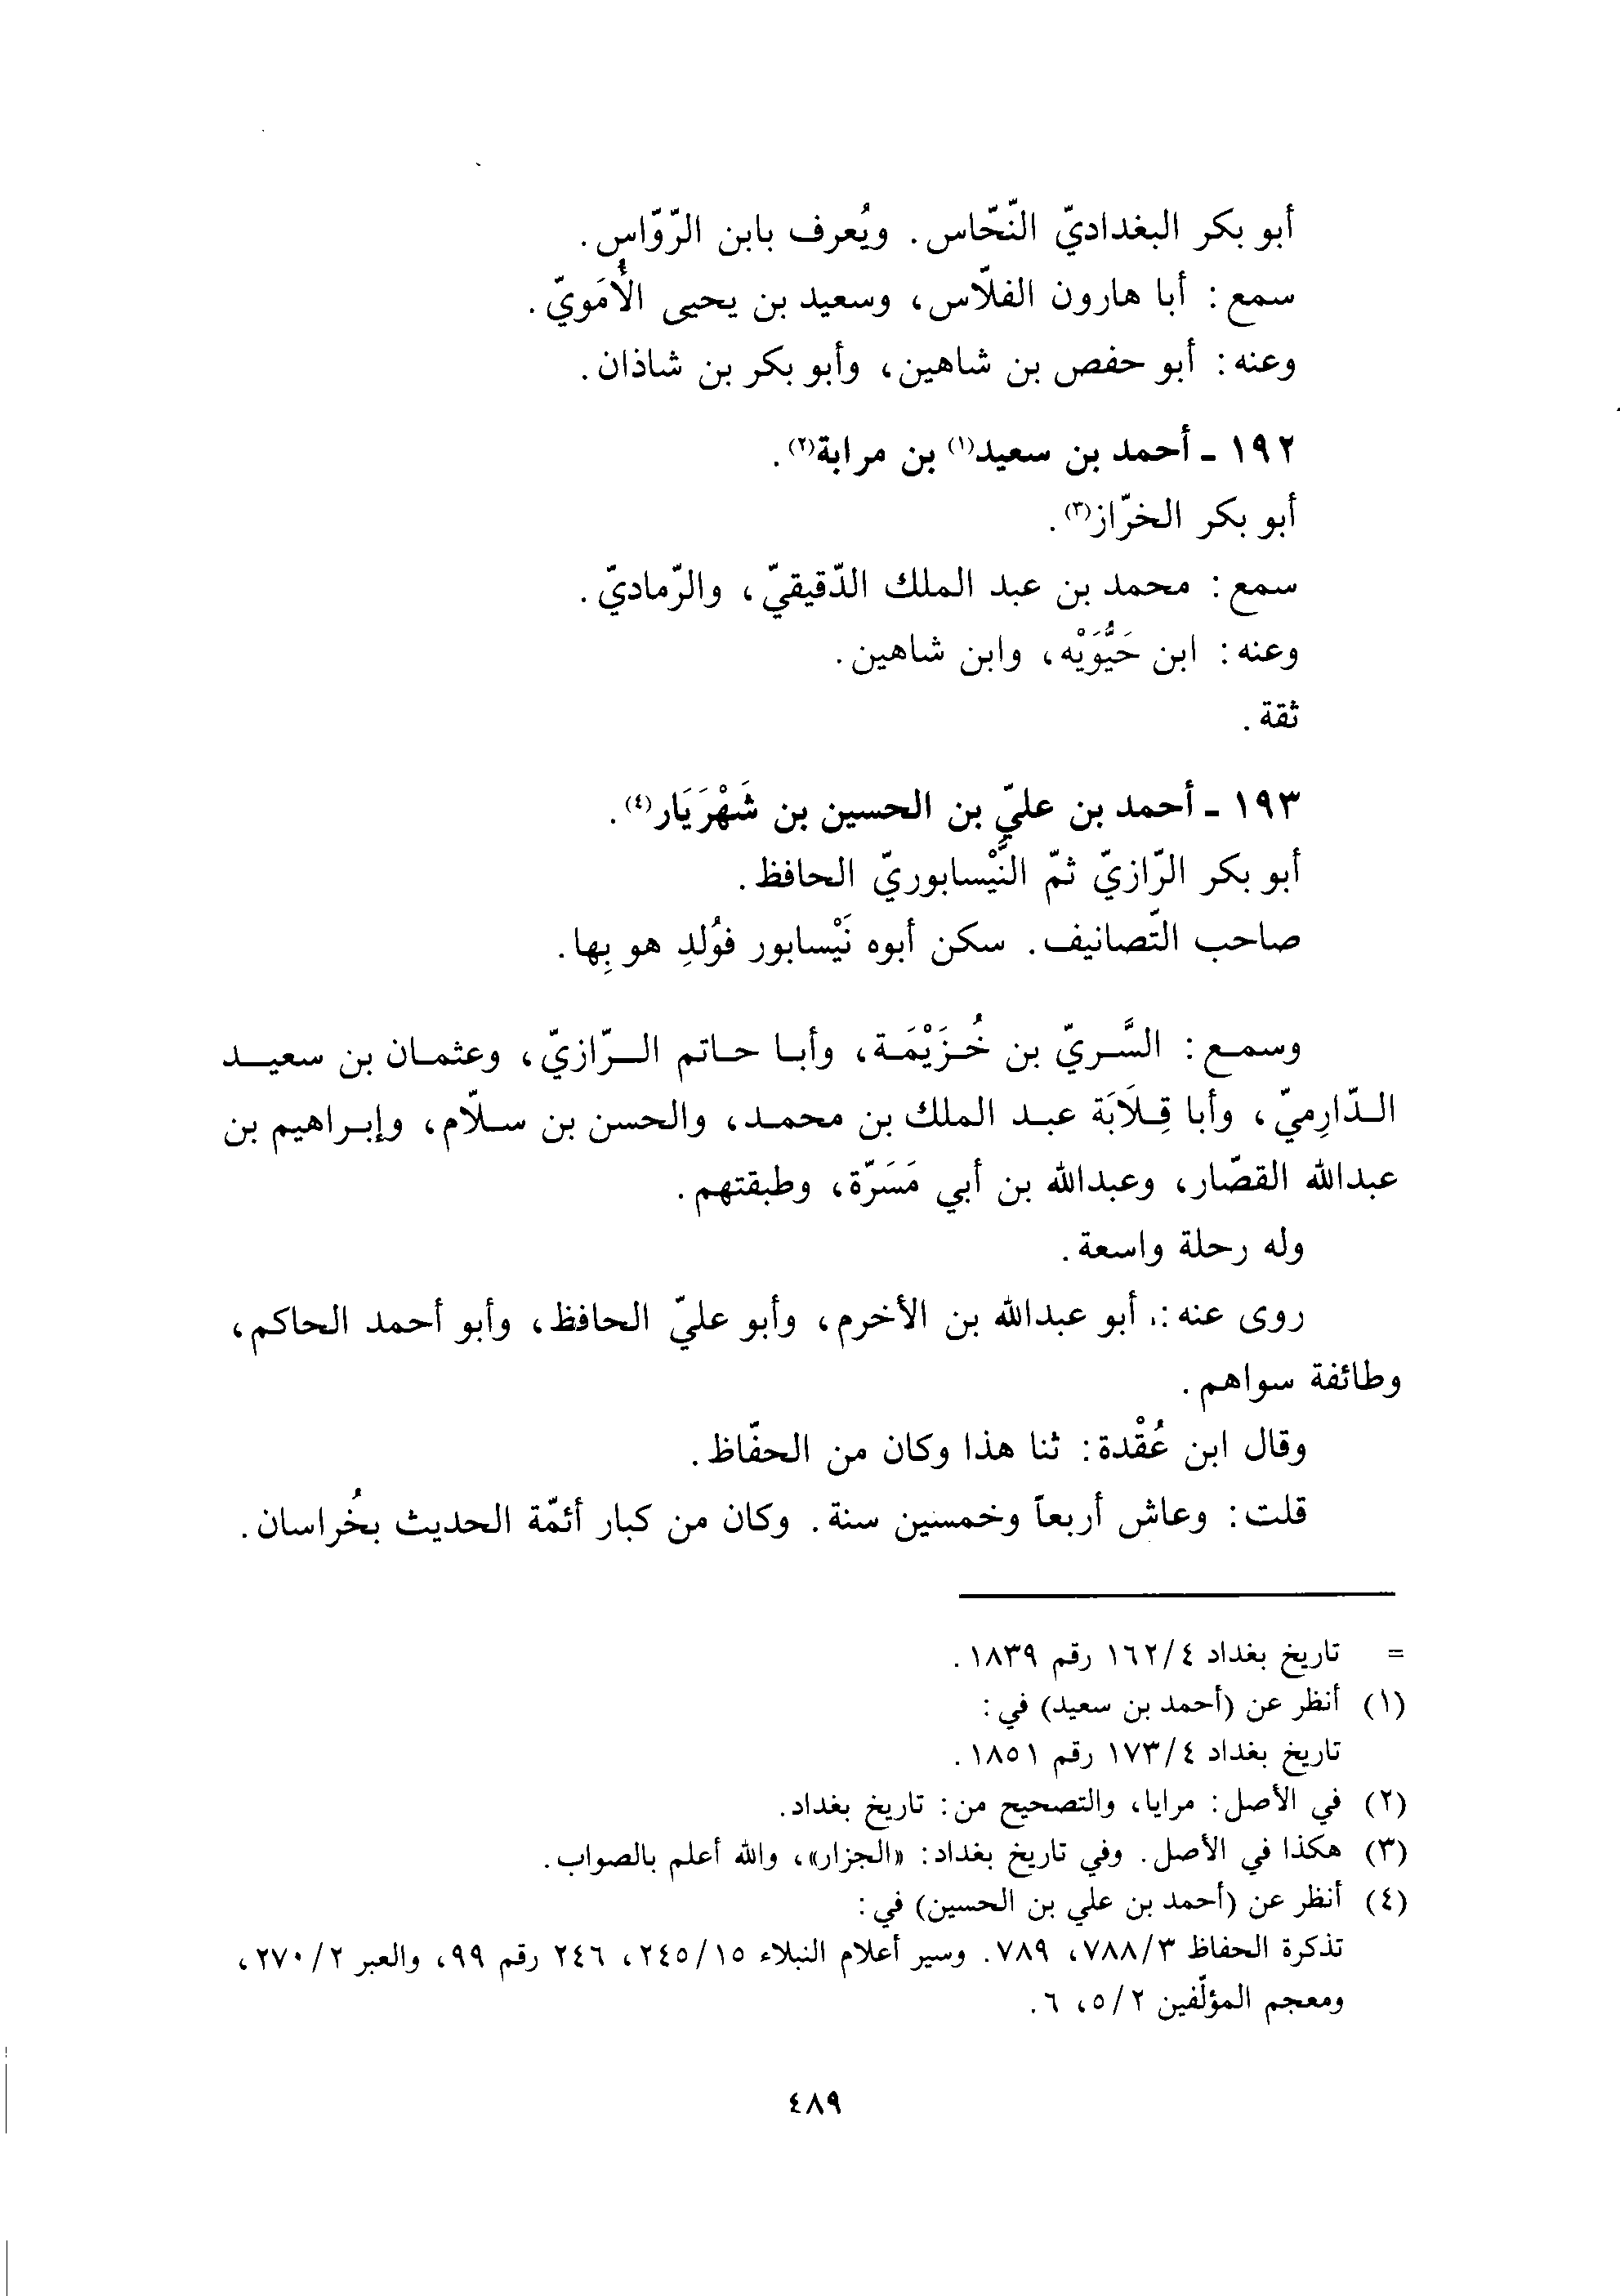 أبو بكر البغداديّ النّحّاس. ويُعرف بابن الرّوّاس.
سمع: أبا هارون الفلّاس، وسعيد بن يحيى الأُمَويّ.
وعنه: أبو حفص بن شاهين، وأبو بكر بن شاذان.
١٩٢ ـ أحمد بن سعيد(١) بن مرابة(٢).
أبو بكر الخرّاز(٣).
سمع: محمد بن عبد الملك الدّقيقيّ، والرّماديّ.
وعنه: ابن حَيُّوَيْه، وابن شاهين.
ثقة.
١٩٣ ـ أحمد بن عليّ بن الحسين بن شَهْرَيَار(٤).
أبو بكر الرّازيّ ثمّ النَّيْسابوريّ الحافظ.
صاحب التّصانيف. سكن أبوه نَيْسابور فوُلدِ هو بِها.
وسمع: السَّريّ بن خُزَيْمَة، وأبا حاتم الرّازيّ، وعثمان بن سعيد
الدّارِميّ، وأبا قِلَابَة عبد الملك بن محمد، والحسن بن سلّام، وإبراهيم بن
عبدالله القصّار، وعبدالله بن أبي مَسَرّة، وطبقتهم.
وله رحلة واسعة.
روى عنه: أبو عبدالله بن الأخرم، وأبو عليّ الحافظ، وأبو أحمد الحاكم،
وطائفة سواهم.
وقال ابن عُقْدة: ثنا هذا وكان من الحفّاظ.
قلت: وعاش أربعاً وخمسين سنة. وكان من كبار أئمّة الحديث بخُراسان.
= تاريخ بغداد ٤/ ١٦٢ رقم ١٨٣٩.
(١) أنظر عن (أحمد بن سعيد) في:
تاريخ بغداد ٤/ ١٧٣ رقم ١٨٥١.
(٢) في الأصل: مرايا، والتصحيح من: تاريخ بغداد.
(٣) هكذا في الأصل. وفي تاريخ بغداد: «الجزار»، والله أعلم بالصواب.
(٤) أنظر عن (أحمد بن علي بن الحسين) في:
تذكرة الحفاظ ٣/ ٧٨٨، ٧٨٩. وسير أعلام النبلاء ١٥/ ٢٤٥، ٢٤٦ رقم ٩٩، والعبر ٢/ ٢٧٠،
ومعجم المؤلّفين ٢/ ٥، ٦.
٤٨٩